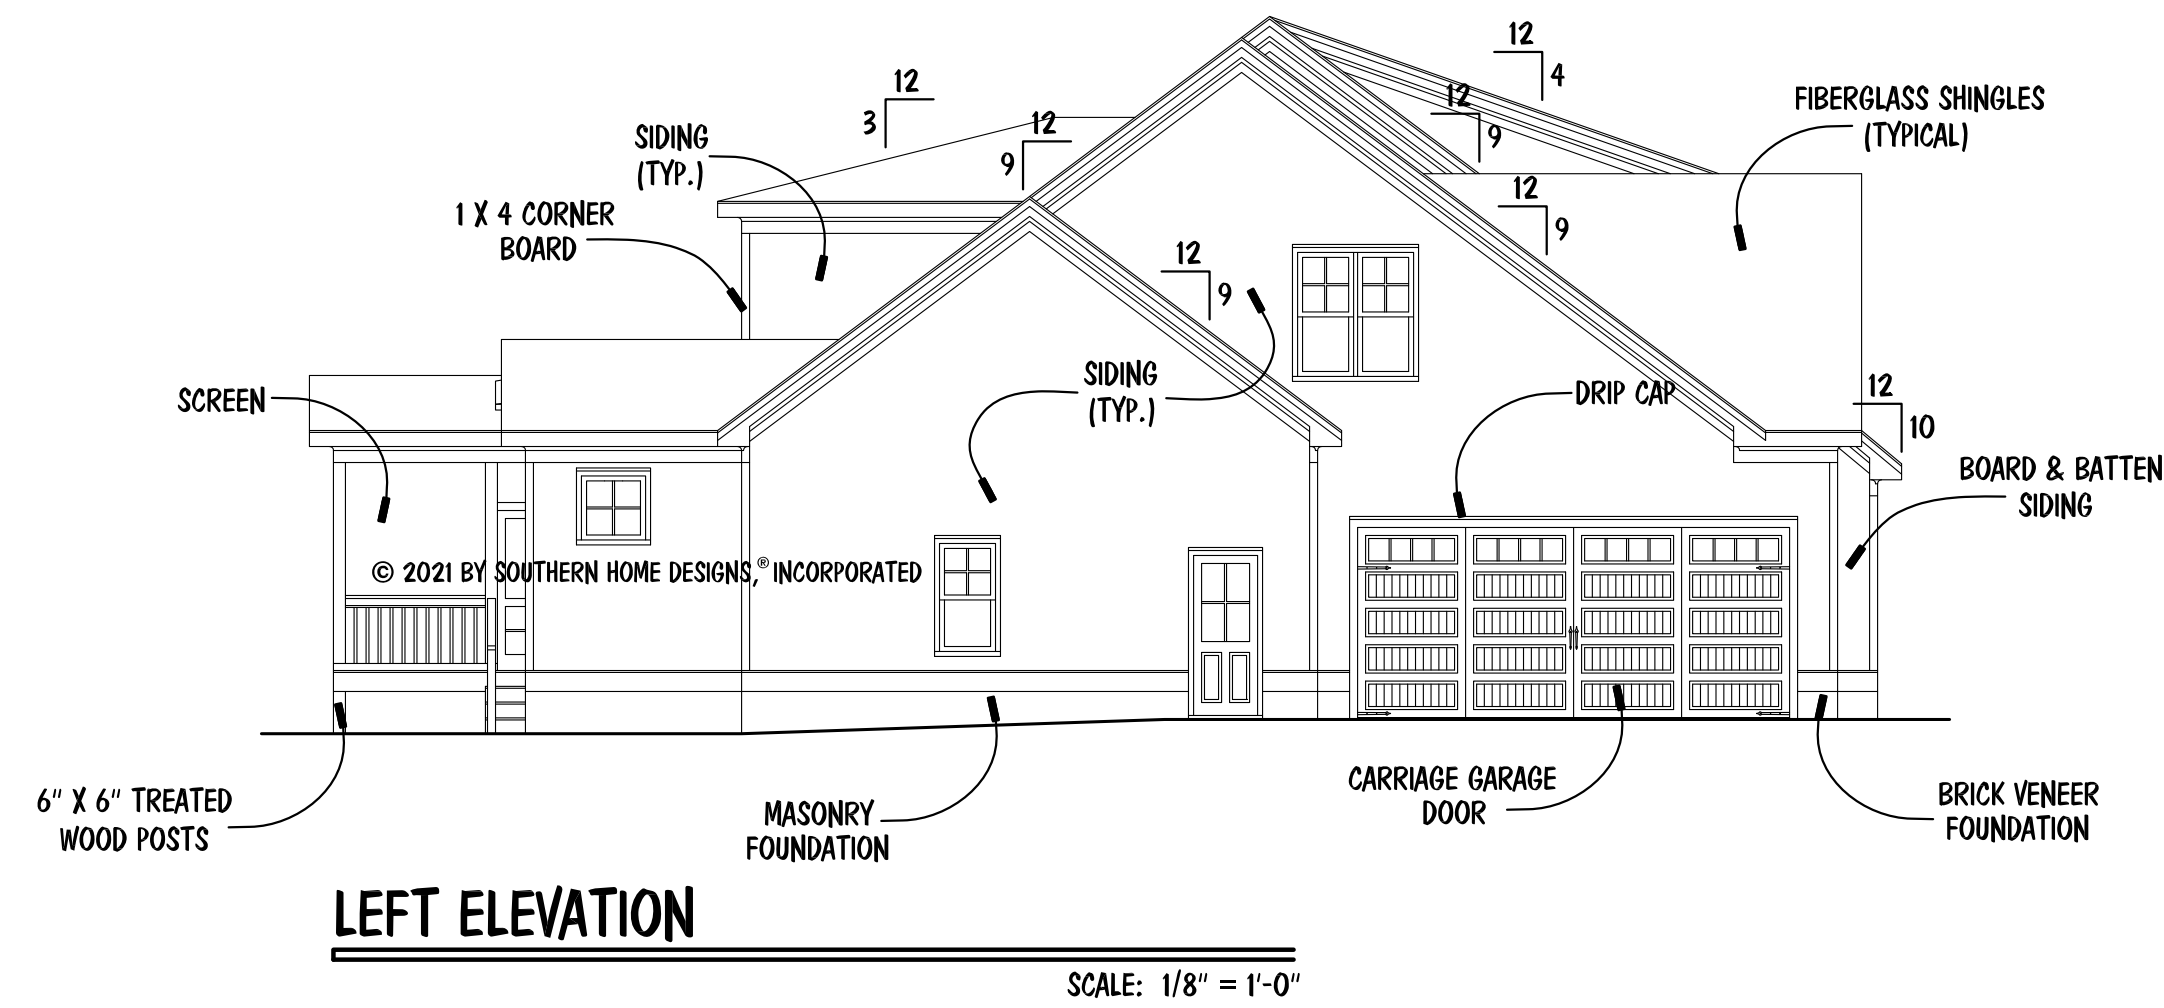 12
4
12
3
12
9
12
9
FIBERGLASS SHINGLES
(TYPICAL)
SIDING
(TYP.)
1 X 4 CORNER
BOARD
12
9
12
9
SIDING
(TYP.)
SCREEN
DRIP CAP
12
10
BOARD & BATTEN
SIDING
© 2021 BY SOUTHERN HOME DESIGNS,® INCORPORATED
6" X 6" TREATED
WOOD POSTS
MASONRY
FOUNDATION
CARRIAGE GARAGE
DOOR
BRICK VENEER
FOUNDATION
LEFT ELEVATION
SCALE: 1/8" = 1'-0"